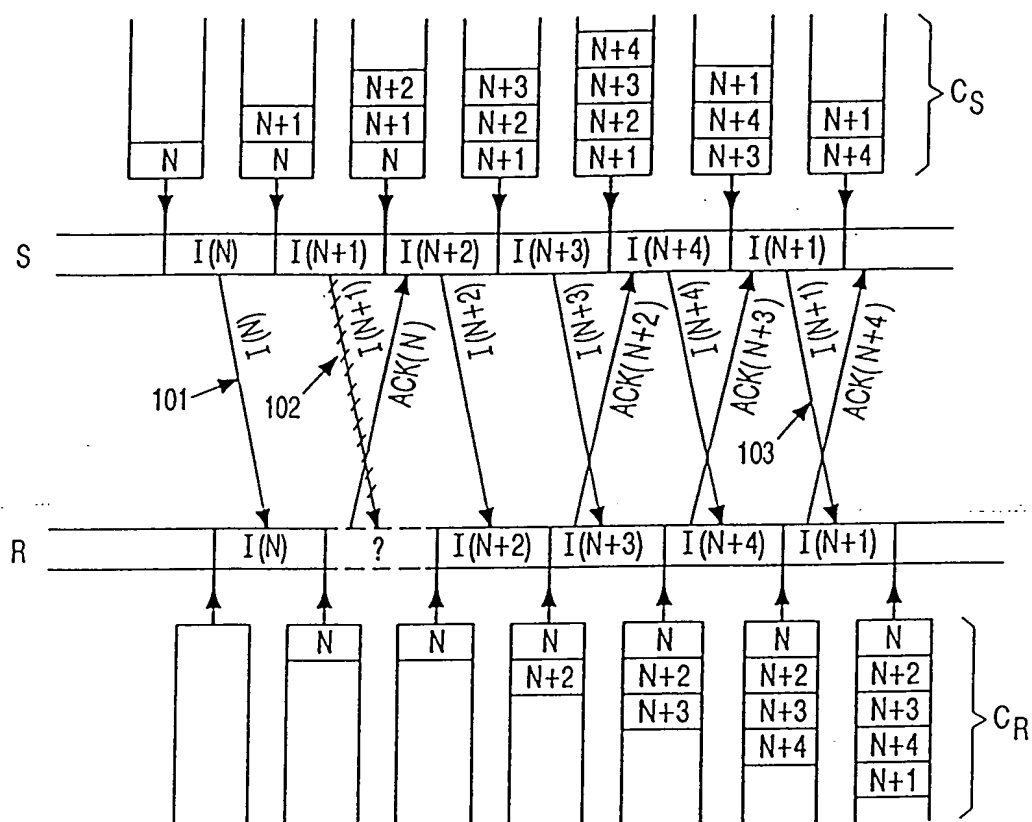 N
N+1
N
N+2
N+1
N
N+3
N+2
N+1
N+4
N+3
N+2
N+1
N+1
N+4
N+3
N+1
N+4
CS
S
I(N)
I(N+1)
I(N+2)
I(N+3)
I(N+4)
I(N+1)
I(N)
I(N+1)
ACK(N)
I(N+2)
I(N+3)
ACK(N+2)
I(N+4)
ACK(N+3)
I(N+1)
ACK(N+4)
101
102
103
R
I(N)
?
I(N+2)
I(N+3)
I(N+4)
I(N+1)
N
N
N
N+2
N
N+2
N+3
N
N+2
N+3
N+4
N
N+2
N+3
N+4
N+1
CR